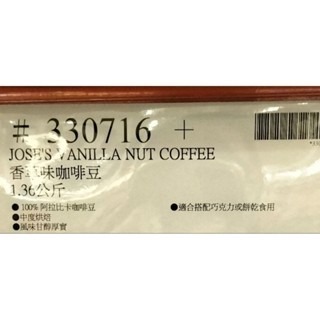 # 330716 +
JOSE'S VANILLA NUT COFFEE
香草味咖啡豆
1.36公斤
●100% 阿拉比卡咖啡豆 ●適合搭配巧克力或餅乾食用
●中度烘焙
●風味甘醇厚實